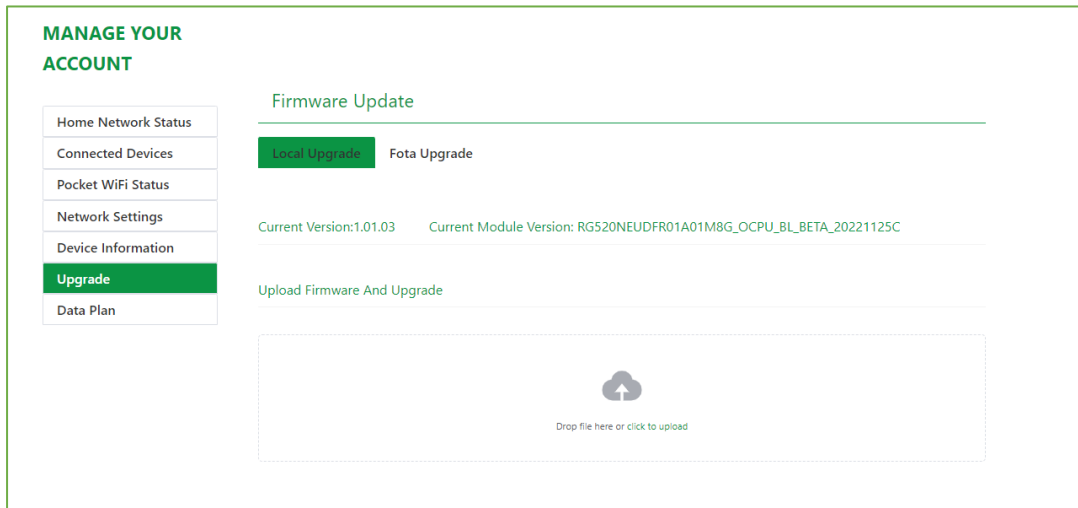 MANAGE YOUR
ACCOUNT
Home Network Status
Connected Devices
Pocket WiFi Status
Network Settings
Device Information
Upgrade
Data Plan
Firmware Update
Local Upgrade Fota Upgrade
Current Version:1.01.03 Current Module Version: RG520NEUDFR01A01M8G_OCPU_BL_BETA_20221125C
Upload Firmware And Upgrade
Drop file here or click to upload